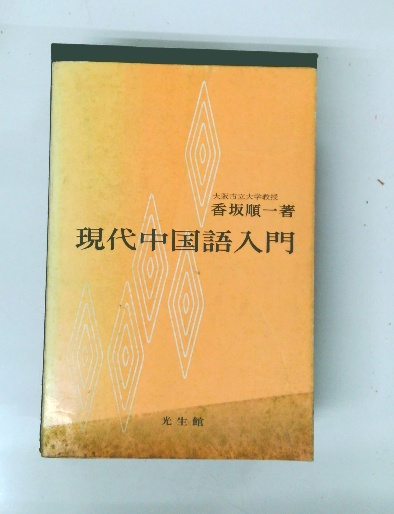 大阪市立大学教授
香坂順一著
現代中国語入門
光生館